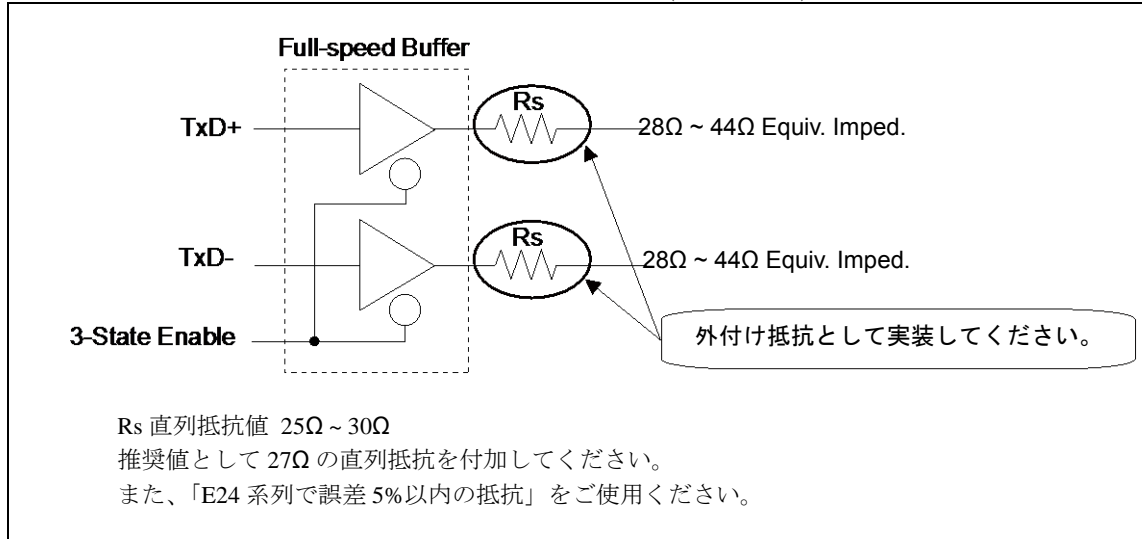 Full-speed Buffer
Rs
TxD+
28Ω ~ 44Ω Equiv. Imped.
Rs
TxD-
28Ω ~ 44Ω Equiv. Imped.
3-State Enable
外付け抵抗として実装してください。
Rs 直列抵抗値 25Ω ~ 30Ω
推奨値として 27Ω の直列抵抗を付加してください。
また、「E24 系列で誤差 5%以内の抵抗」をご使用ください。